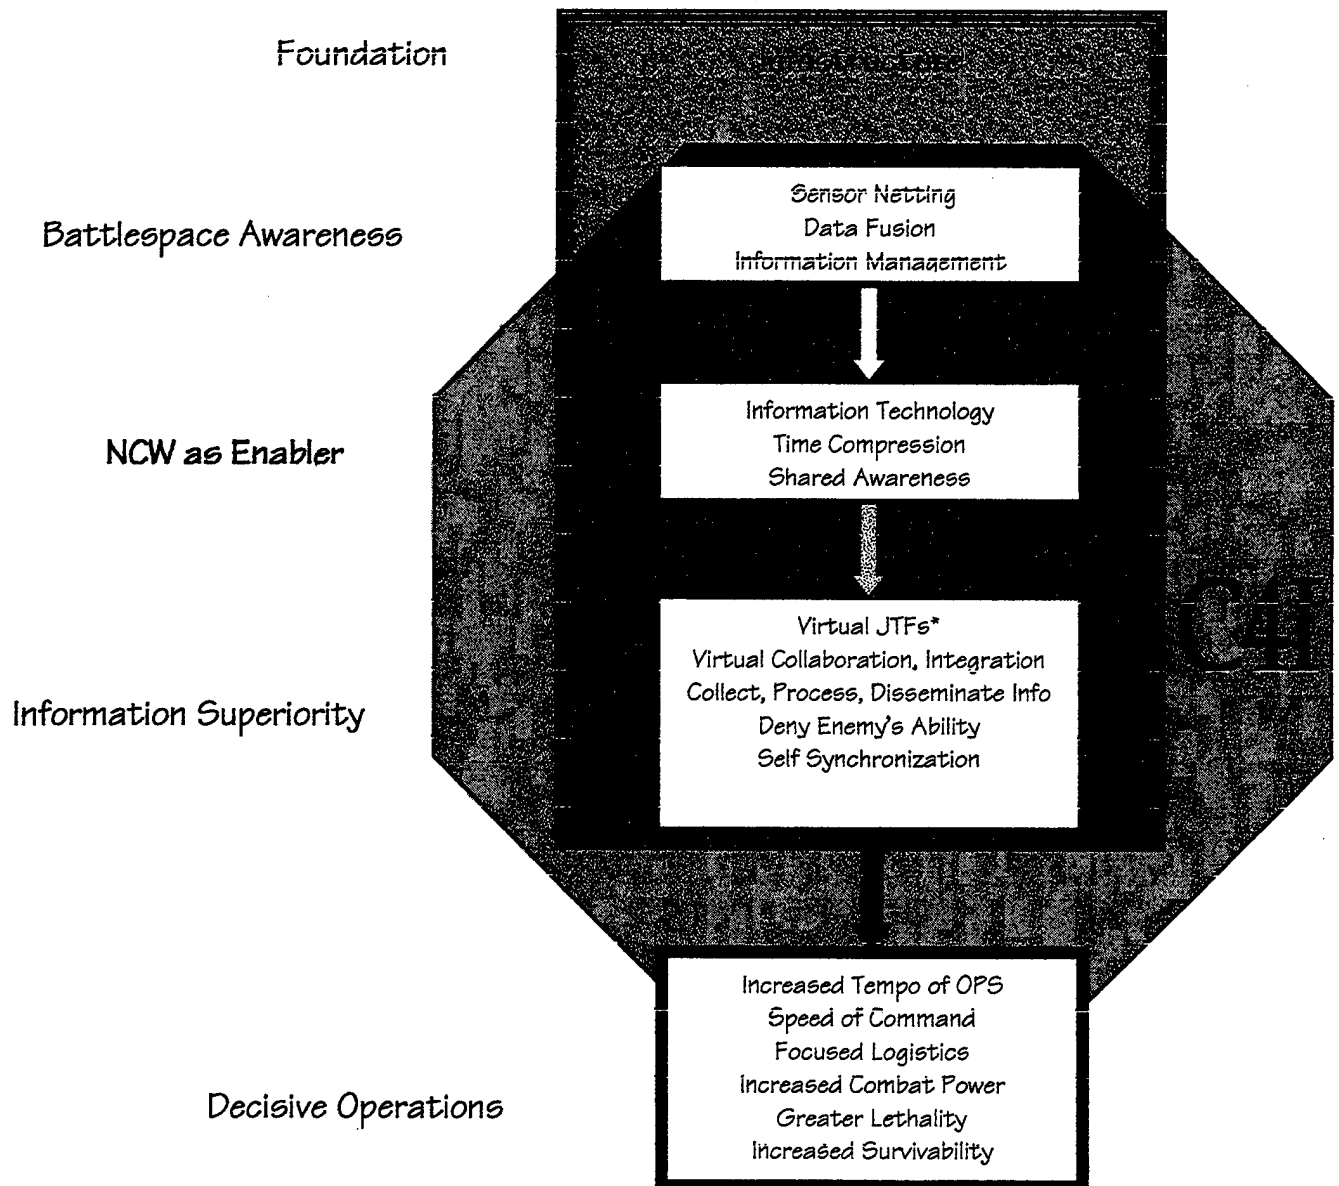 Foundation
Infostructure
Battlespace Awareness
Sensor Netting
Data Fusion
Information Management
NCW as Enabler
Information Technology
Time Compression
Shared Awareness
C4I
Information Superiority
Virtual JTFs*
Virtual Collaboration, Integration
Collect, Process, Disseminate Info
Deny Enemy's Ability
Self Synchronization
Decisive Operations
Increased Tempo of OPS
Speed of Command
Focused Logistics
Increased Combat Power
Greater Lethality
Increased Survivability